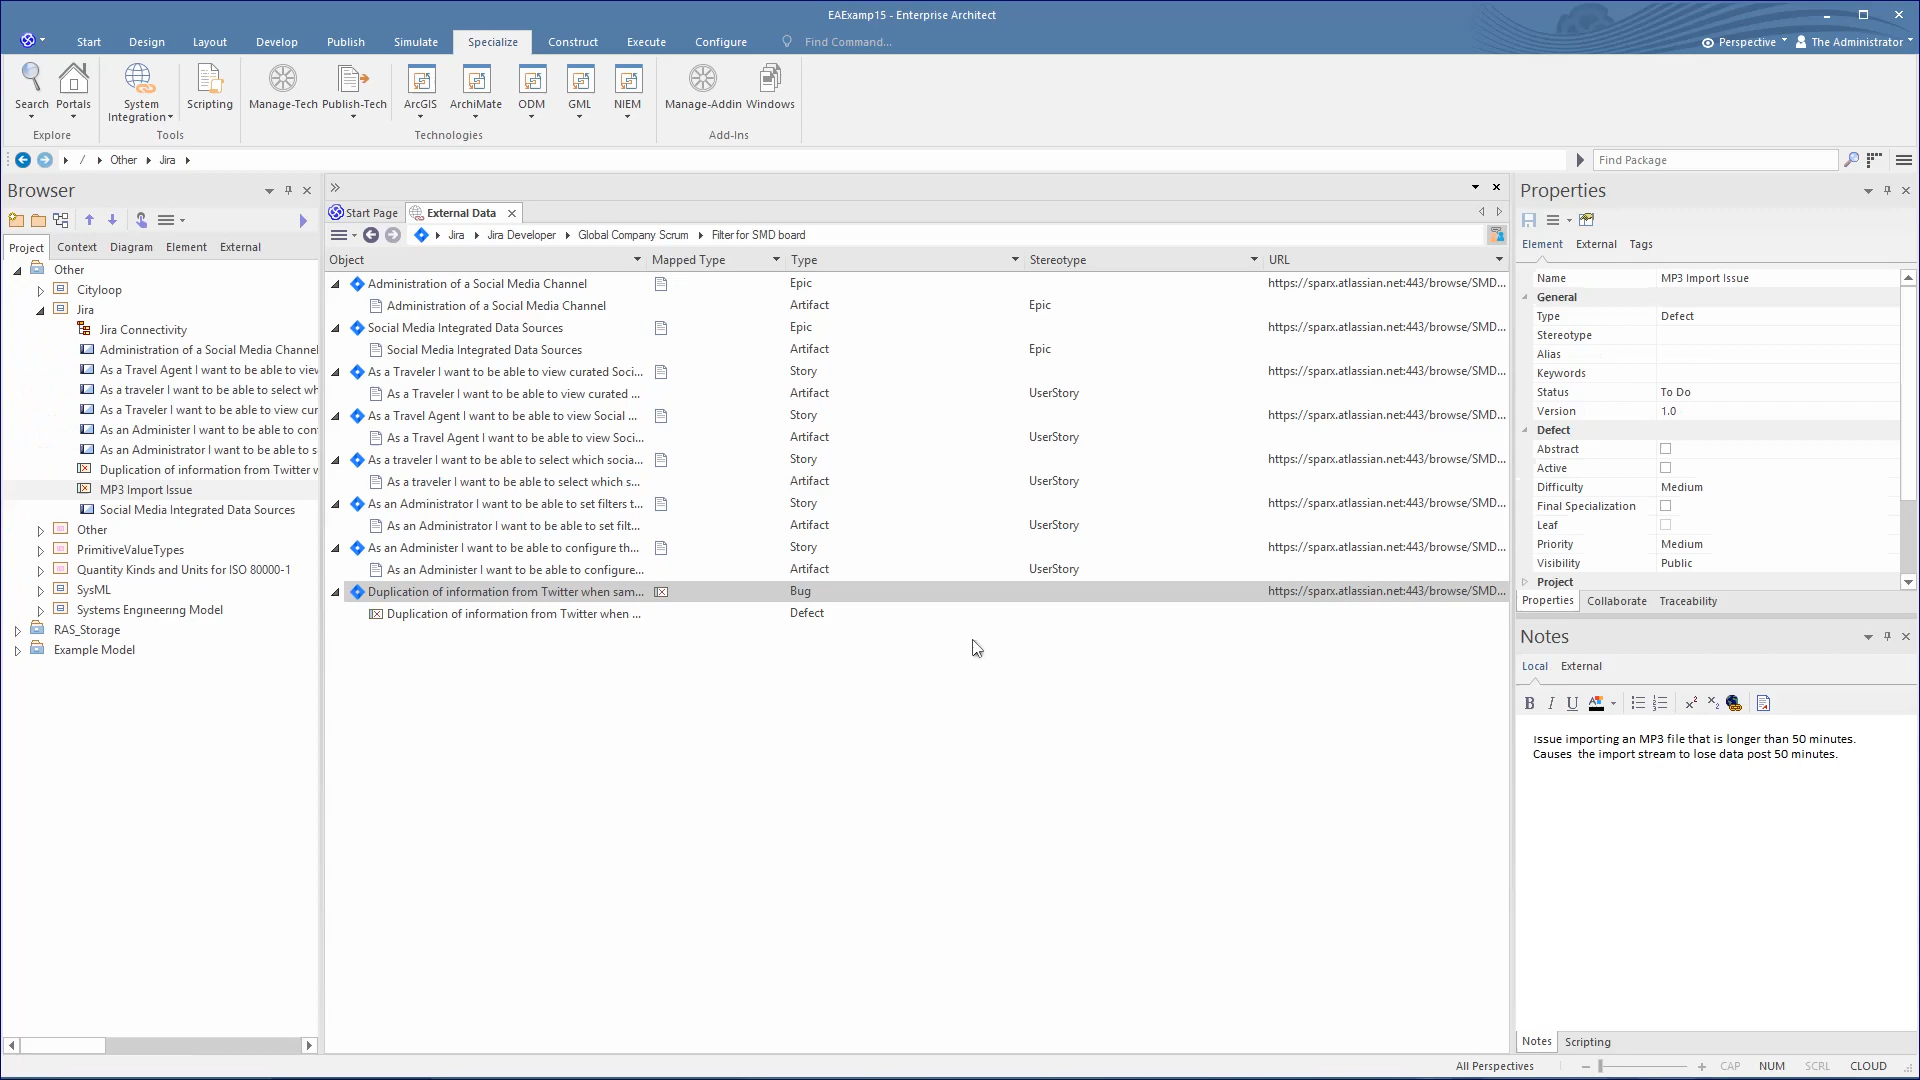 EAExamp15 - Enterprise Architect
Start Design Layout Develop Publish Simulate Specialize Construct Execute Configure Find Command... Perspective The Administrator
Search Portals System Integration Scripting Manage-Tech Publish-Tech ArcGIS ArchiMate ODM GML NIEM Manage-Addin Windows
Explore Tools Technologies Add-Ins
/ Other Jira Find Package
Browser
Project Context Diagram Element External
Other
Cityloop
Jira
Jira Connectivity
Administration of a Social Media Channel
As a Travel Agent I want to be able to view
As a traveler I want to be able to select wh
As a Traveler I want to be able to view cur
As an Administer I want to be able to con
As an Administrator I want to be able to s
Duplication of information from Twitter w
MP3 Import Issue
Social Media Integrated Data Sources
Other
PrimitiveValueTypes
Quantity Kinds and Units for ISO 80000-1
SysML
Systems Engineering Model
RAS_Storage
Example Model
Start Page External Data
Jira Jira Developer Global Company Scrum Filter for SMD board
Object Mapped Type Type Stereotype URL
Administration of a Social Media Channel Epic https://sparx.atlassian.net:443/browse/SMD...
Administration of a Social Media Channel Artifact Epic
Social Media Integrated Data Sources Epic https://sparx.atlassian.net:443/browse/SMD...
Social Media Integrated Data Sources Artifact Epic
As a Traveler I want to be able to view curated Soci... Story https://sparx.atlassian.net:443/browse/SMD...
As a Traveler I want to be able to view curated ... Artifact UserStory
As a Travel Agent I want to be able to view Social ... Story https://sparx.atlassian.net:443/browse/SMD...
As a Travel Agent I want to be able to view Soci... Artifact UserStory
As a traveler I want to be able to select which socia... Story https://sparx.atlassian.net:443/browse/SMD...
As a traveler I want to be able to select which s... Artifact UserStory
As an Administrator I want to be able to set filters t... Story https://sparx.atlassian.net:443/browse/SMD...
As an Administrator I want to be able to set filt... Artifact UserStory
As an Administer I want to be able to configure th... Story https://sparx.atlassian.net:443/browse/SMD...
As an Administer I want to be able to configure... Artifact UserStory
Duplication of information from Twitter when sam... Bug https://sparx.atlassian.net:443/browse/SMD...
Duplication of information from Twitter when ... Defect
Properties
Element External Tags
Name MP3 Import Issue
General
Type Defect
Stereotype
Alias
Keywords
Status To Do
Version 1.0
Defect
Abstract
Active
Difficulty Medium
Final Specialization
Leaf
Priority Medium
Visibility Public
Project
Properties Collaborate Traceability
Notes
Local External
B I U A x² x₂
Issue importing an MP3 file that is longer than 50 minutes.
Causes the import stream to lose data post 50 minutes.
Notes Scripting
All Perspectives CAP NUM SCRL CLOUD